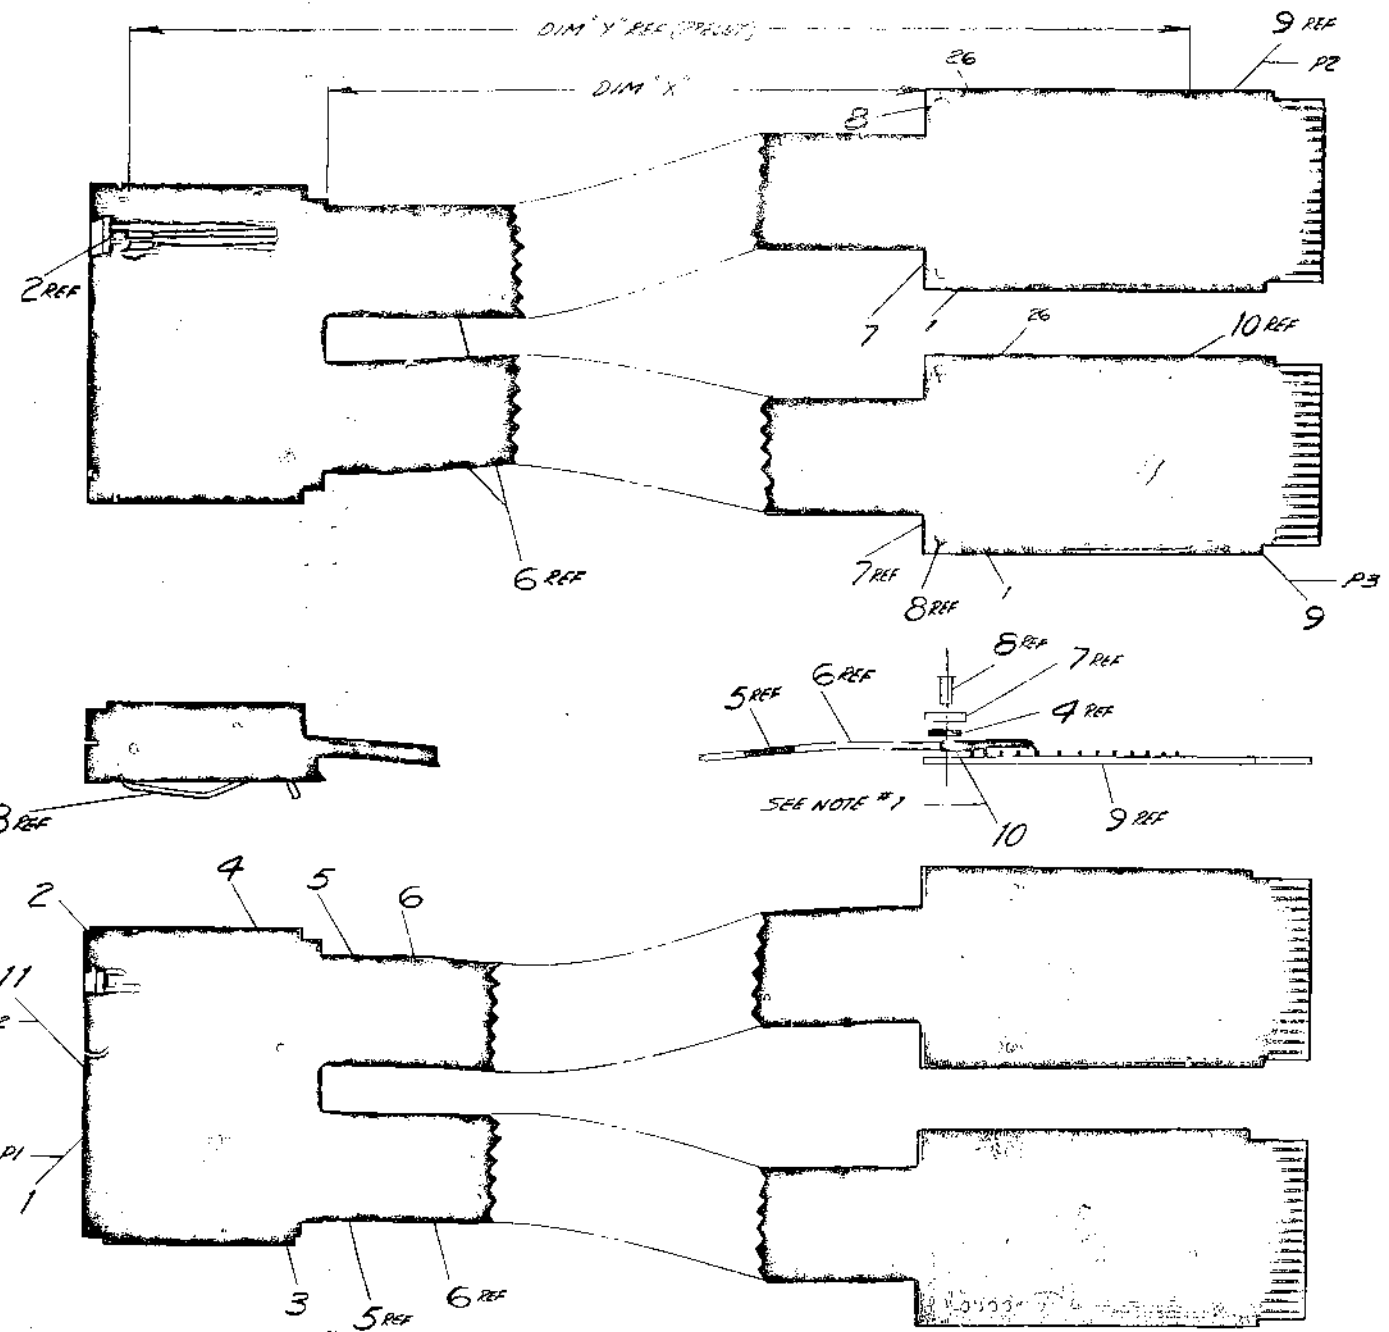 DIM "Y" REF
9 REF
P2
26
DIM "X"
8
2 REF
7
1
26
10 REF
6 REF
7 REF
8 REF
1
P3
9
8 REF
7 REF
6 REF
5 REF
4 REF
SEE NOTE #1
10
9 REF
3 REF
4
5
6
2
11
P1
1
3
5 REF
6 REF